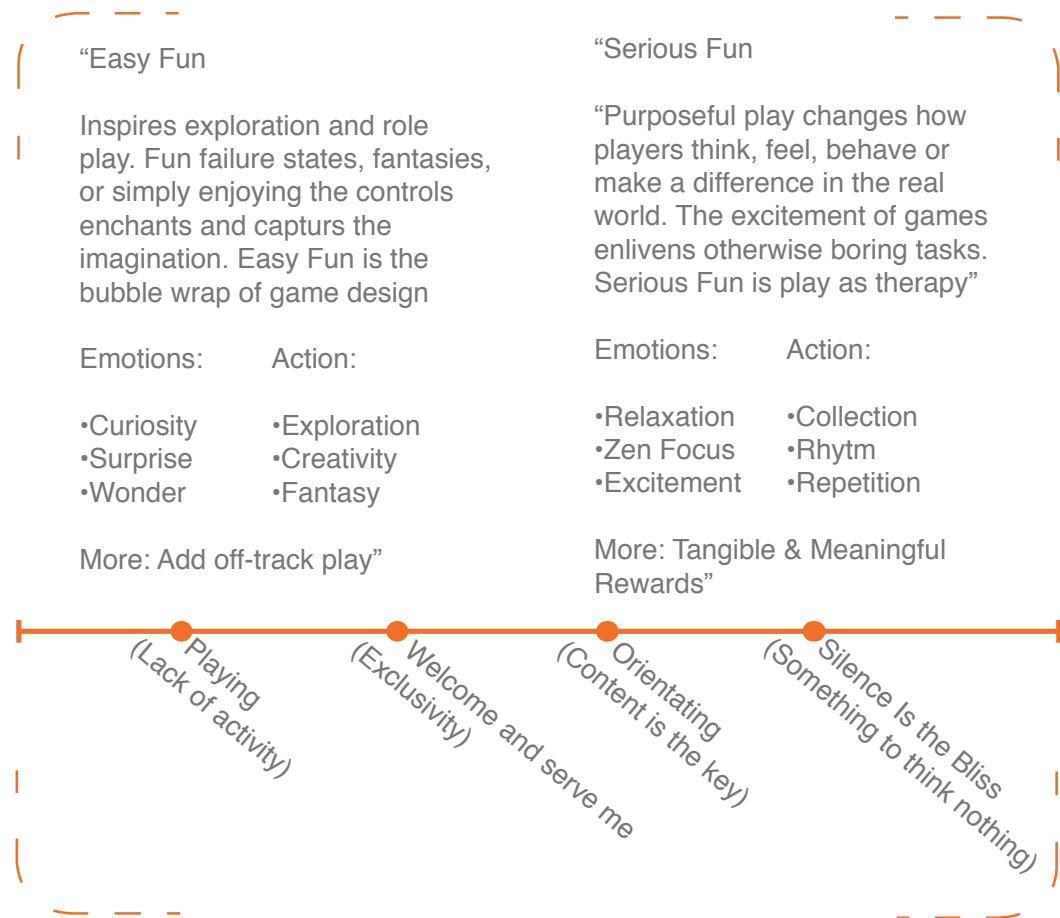 “Easy Fun
Inspires exploration and role
play. Fun failure states, fantasies,
or simply enjoying the controls
enchants and capturs the
imagination. Easy Fun is the
bubble wrap of game design
Emotions:
•Curiosity
•Surprise
•Wonder
Action:
•Exploration
•Creativity
•Fantasy
More: Add off-track play”
“Serious Fun
“Purposeful play changes how
players think, feel, behave or
make a difference in the real
world. The excitement of games
enlivens otherwise boring tasks.
Serious Fun is play as therapy”
Emotions:
•Relaxation
•Zen Focus
•Excitement
Action:
•Collection
•Rhytm
•Repetition
More: Tangible & Meaningful
Rewards”
Playing
(Lack of activity)
Welcome and serve me
(Exclusivity)
Orientating
(Content is the key)
Silence Is the Bliss
(Something to think nothing)